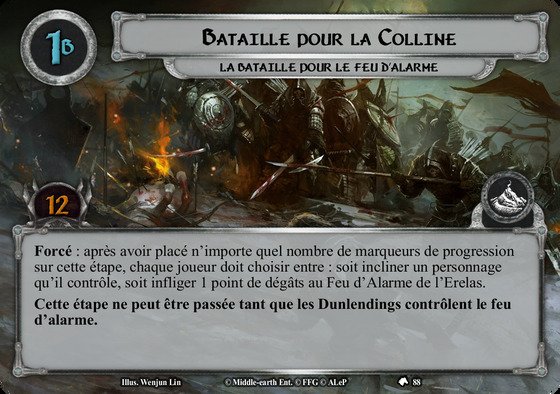 1B
BATAILLE POUR LA COLLINE
LA BATAILLE POUR LE FEU D'ALARME
12
Forcé : après avoir placé n'importe quel nombre de marqueurs de progression
sur cette étape, chaque joueur doit choisir entre : soit incliner un personnage
qu'il contrôle, soit infliger 1 point de dégâts au Feu d'Alarme de l'Erelas.
Cette étape ne peut être passée tant que les Dunlendings contrôlent le feu
d'alarme.
Illus. Wenjun Lin © Middle-earth Ent. © FFG © ALeP 88